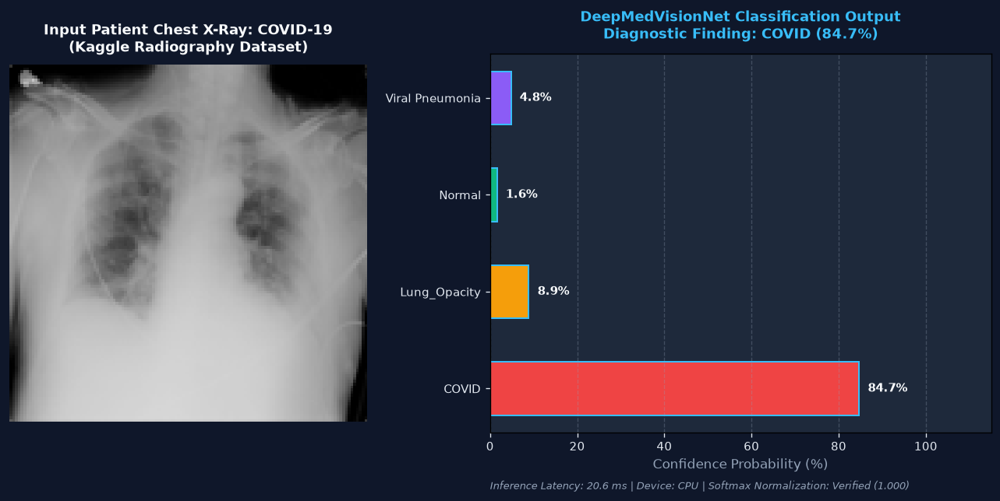 Input Patient Chest X-Ray: COVID-19
(Kaggle Radiography Dataset)
DeepMedVisionNet Classification Output
Diagnostic Finding: COVID (84.7%)
Viral Pneumonia
4.8%
Normal
1.6%
Lung_Opacity
8.9%
COVID
84.7%
0 20 40 60 80 100
Confidence Probability (%)
Inference Latency: 20.6 ms | Device: CPU | Softmax Normalization: Verified (1.000)